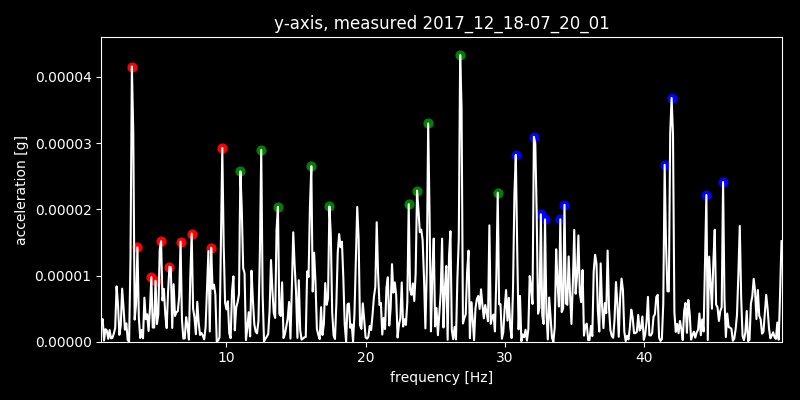 y-axis, measured 2017_12_18-07_20_01
0.00004
0.00003
0.00002
0.00001
0.00000
acceleration [g]
10 20 30 40
frequency [Hz]